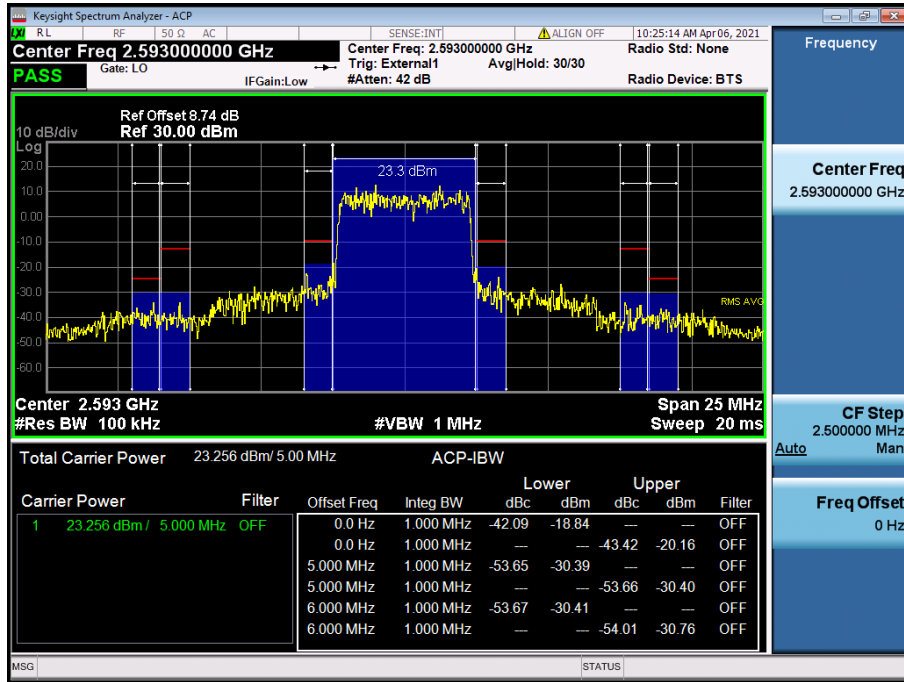 Keysight Spectrum Analyzer - ACP
LXI RL RF 50 Ω AC SENSE:INT ALIGN OFF 10:25:14 AM Apr 06, 2021
Center Freq 2.593000000 GHz
Center Freq: 2.593000000 GHz
Radio Std: None
Gate: LO
Trig: External1
Avg|Hold: 30/30
PASS
IFGain:Low
#Atten: 42 dB
Radio Device: BTS
Ref Offset 8.74 dB
10 dB/div Ref 30.00 dBm
Log
20.0
23.3 dBm
10.0
0.00
-10.0
-20.0
-30.0
RMS AVG
-40.0
-50.0
-60.0
Center 2.593 GHz Span 25 MHz
#Res BW 100 kHz #VBW 1 MHz Sweep 20 ms
Total Carrier Power 23.256 dBm/ 5.00 MHz ACP-IBW
Lower Upper
Carrier Power Filter Offset Freq Integ BW dBc dBm dBc dBm Filter
1 23.256 dBm / 5.000 MHz OFF 0.0 Hz 1.000 MHz -42.09 -18.84 --- --- OFF
0.0 Hz 1.000 MHz --- --- -43.42 -20.16 OFF
5.000 MHz 1.000 MHz -53.65 -30.39 --- --- OFF
5.000 MHz 1.000 MHz --- --- -53.66 -30.40 OFF
6.000 MHz 1.000 MHz -53.67 -30.41 --- --- OFF
6.000 MHz 1.000 MHz --- --- -54.01 -30.76 OFF
MSG STATUS
Frequency
Center Freq
2.593000000 GHz
CF Step
2.500000 MHz
Auto Man
Freq Offset
0 Hz